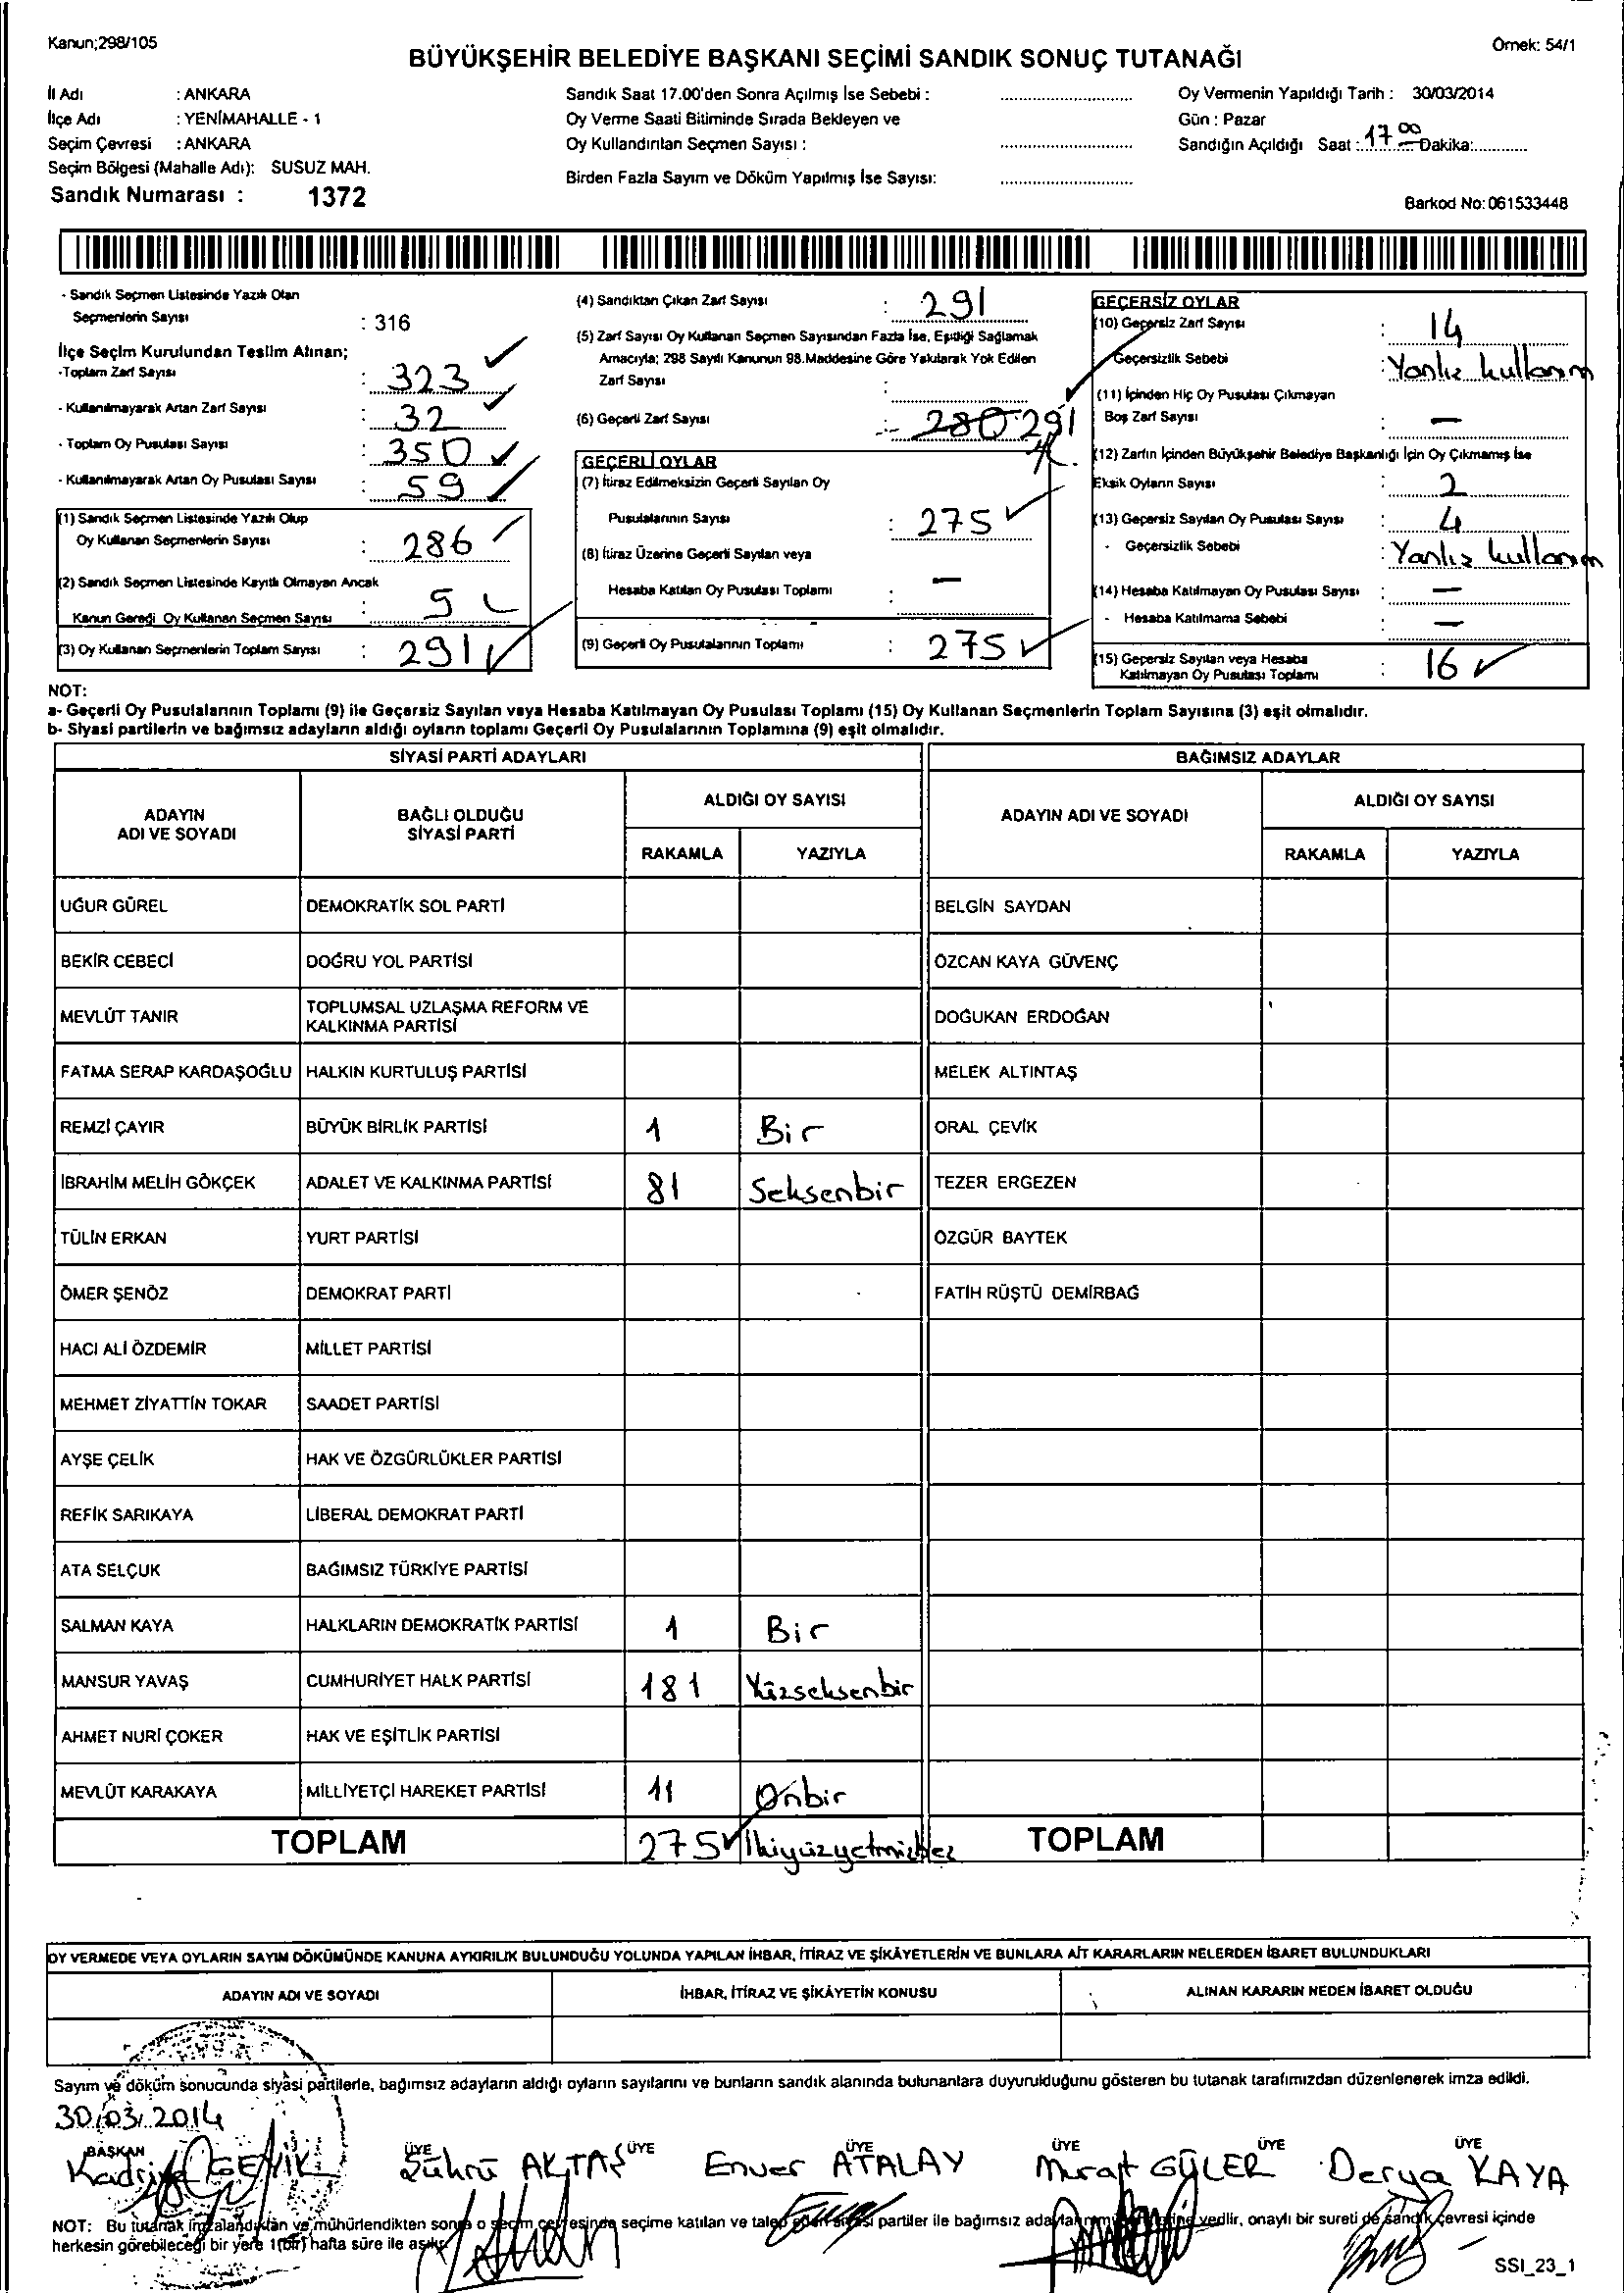 Kanun;298/105
Örnek: 54/1
BÜYÜKŞEHİR BELEDİYE BAŞKANI SEÇİMİ SANDIK SONUÇ TUTANAĞI
İl Adı : ANKARA
İlçe Adı : YENİMAHALLE - 1
Seçim Çevresi : ANKARA
Seçim Bölgesi (Mahalle Adı): SUSUZ MAH.
Sandık Numarası : 1372
Sandık Saat 17.00'den Sonra Açılmış İse Sebebi :
Oy Verme Saati Bitiminde Sırada Bekleyen ve
Oy Kullandırılan Seçmen Sayısı :
Birden Fazla Sayım ve Döküm Yapılmış İse Sayısı:
Oy Vermenin Yapıldığı Tarih : 30/03/2014
Gün : Pazar
Sandığın Açıldığı Saat : 17 00 Dakika:
Barkod No: 061533448
- Sandık Seçmen Listesinde Yazılı Olan
Seçmenlerin Sayısı : 316
İlçe Seçim Kurulundan Teslim Alınan;
-Toplam Zarf Sayısı : 323
- Kullanılmayarak Artan Zarf Sayısı : 32
- Toplam Oy Pusulası Sayısı : 350
- Kullanılmayarak Artan Oy Pusulası Sayısı : 59
(1) Sandık Seçmen Listesinde Yazılı Olup
Oy Kullanan Seçmenlerin Sayısı : 286
(2) Sandık Seçmen Listesinde Kayıtlı Olmayan Ancak
Kanun Gereği Oy Kullanan Seçmen Sayısı : 5
(3) Oy Kullanan Seçmenlerin Toplam Sayısı : 291
(4) Sandıktan Çıkan Zarf Sayısı : 291
(5) Zarf Sayısı Oy Kullanan Seçmen Sayısından Fazla İse, Eşitliği Sağlamak
Amacıyla; 298 Sayılı Kanunun 98.Maddesine Göre Yakılarak Yok Edilen
Zarf Sayısı :
(6) Geçerli Zarf Sayısı : 280 291
GEÇERLİ OYLAR
(7) İtiraz Edilmeksizin Geçerli Sayılan Oy
Pusulalarının Sayısı : 275
(8) İtiraz Üzerine Geçerli Sayılan veya
Hesaba Katılan Oy Pusulası Toplamı : —
(9) Geçerli Oy Pusulalarının Toplamı : 275
GEÇERSİZ OYLAR
(10) Geçersiz Zarf Sayısı : 14
Geçersizlik Sebebi : Yanlız kullanım
(11) İçinden Hiç Oy Pusulası Çıkmayan
Boş Zarf Sayısı : —
(12) Zarfın İçinden Büyükşehir Belediye Başkanlığı İçin Oy Çıkmamış İse
Eksik Oyların Sayısı : 2
(13) Geçersiz Sayılan Oy Pusulası Sayısı : 4
- Geçersizlik Sebebi : Yanlız kullanım
(14) Hesaba Katılmayan Oy Pusulası Sayısı : —
- Hesaba Katılmama Sebebi : —
(15) Geçersiz Sayılan veya Hesaba
Katılmayan Oy Pusulası Toplamı : 16
NOT:
a- Geçerli Oy Pusulalarının Toplamı (9) ile Geçersiz Sayılan veya Hesaba Katılmayan Oy Pusulası Toplamı (15) Oy Kullanan Seçmenlerin Toplam Sayısına (3) eşit olmalıdır.
b- Siyasi partilerin ve bağımsız adayların aldığı oyların toplamı Geçerli Oy Pusulalarının Toplamına (9) eşit olmalıdır.
SİYASİ PARTİ ADAYLARI
BAĞIMSIZ ADAYLAR
ADAYIN
ADI VE SOYADI
BAĞLI OLDUĞU
SİYASİ PARTİ
ALDIĞI OY SAYISI
RAKAMLA YAZIYLA
ADAYIN ADI VE SOYADI
ALDIĞI OY SAYISI
RAKAMLA YAZIYLA
UĞUR GÜREL DEMOKRATİK SOL PARTİ BELGİN SAYDAN
BEKİR CEBECİ DOĞRU YOL PARTİSİ ÖZCAN KAYA GÜVENÇ
MEVLÜT TANIR TOPLUMSAL UZLAŞMA REFORM VE
KALKINMA PARTİSİ DOĞUKAN ERDOĞAN
FATMA SERAP KARDAŞOĞLU HALKIN KURTULUŞ PARTİSİ MELEK ALTINTAŞ
REMZİ ÇAYIR BÜYÜK BİRLİK PARTİSİ 1 Bir ORAL ÇEVİK
İBRAHİM MELİH GÖKÇEK ADALET VE KALKINMA PARTİSİ 81 Seksenbir TEZER ERGEZEN
TÜLİN ERKAN YURT PARTİSİ ÖZGÜR BAYTEK
ÖMER ŞENÖZ DEMOKRAT PARTİ FATİH RÜŞTÜ DEMİRBAĞ
HACI ALİ ÖZDEMİR MİLLET PARTİSİ
MEHMET ZİYATTİN TOKAR SAADET PARTİSİ
AYŞE ÇELİK HAK VE ÖZGÜRLÜKLER PARTİSİ
REFİK SARIKAYA LİBERAL DEMOKRAT PARTİ
ATA SELÇUK BAĞIMSIZ TÜRKİYE PARTİSİ
SALMAN KAYA HALKLARIN DEMOKRATİK PARTİSİ 1 Bir
MANSUR YAVAŞ CUMHURİYET HALK PARTİSİ 181 Yüzseksenbir
AHMET NURİ ÇOKER HAK VE EŞİTLİK PARTİSİ
MEVLÜT KARAKAYA MİLLİYETÇİ HAREKET PARTİSİ 11 Onbir
TOPLAM 275 İkiyüzyetmişbeş TOPLAM
OY VERMEDE VEYA OYLARIN SAYIM DÖKÜMÜNDE KANUNA AYKIRILIK BULUNDUĞU YOLUNDA YAPILAN İHBAR, İTİRAZ VE ŞİKÂYETLERİN VE BUNLARA AİT KARARLARIN NELERDEN İBARET BULUNDUKLARI
ADAYIN ADI VE SOYADI İHBAR, İTİRAZ VE ŞİKÂYETİN KONUSU ALINAN KARARIN NEDEN İBARET OLDUĞU
Sayım ve döküm sonucunda siyasi partilerle, bağımsız adayların aldığı oyların sayılarını ve bunların sandık alanında bulunanlara duyurulduğunu gösteren bu tutanak tarafımızdan düzenlenerek imza edildi.
30/03/2014
BAŞKAN ÜYE ÜYE ÜYE ÜYE ÜYE ÜYE
Kadriye GEYİK Zührü AKTAŞ Enver ATALAY Murat GÜLER Derya KAYA
NOT: Bu tutanak imzalandıktan ve mühürlendikten sonra o seçim çevresinde seçime katılan ve talep eden siyasi partiler ile bağımsız adayların verilir, onaylı bir sureti de sandık çevresi içinde
herkesin görebileceği bir yere 1(bir) hafta süre ile asılır.
SSI_23_1